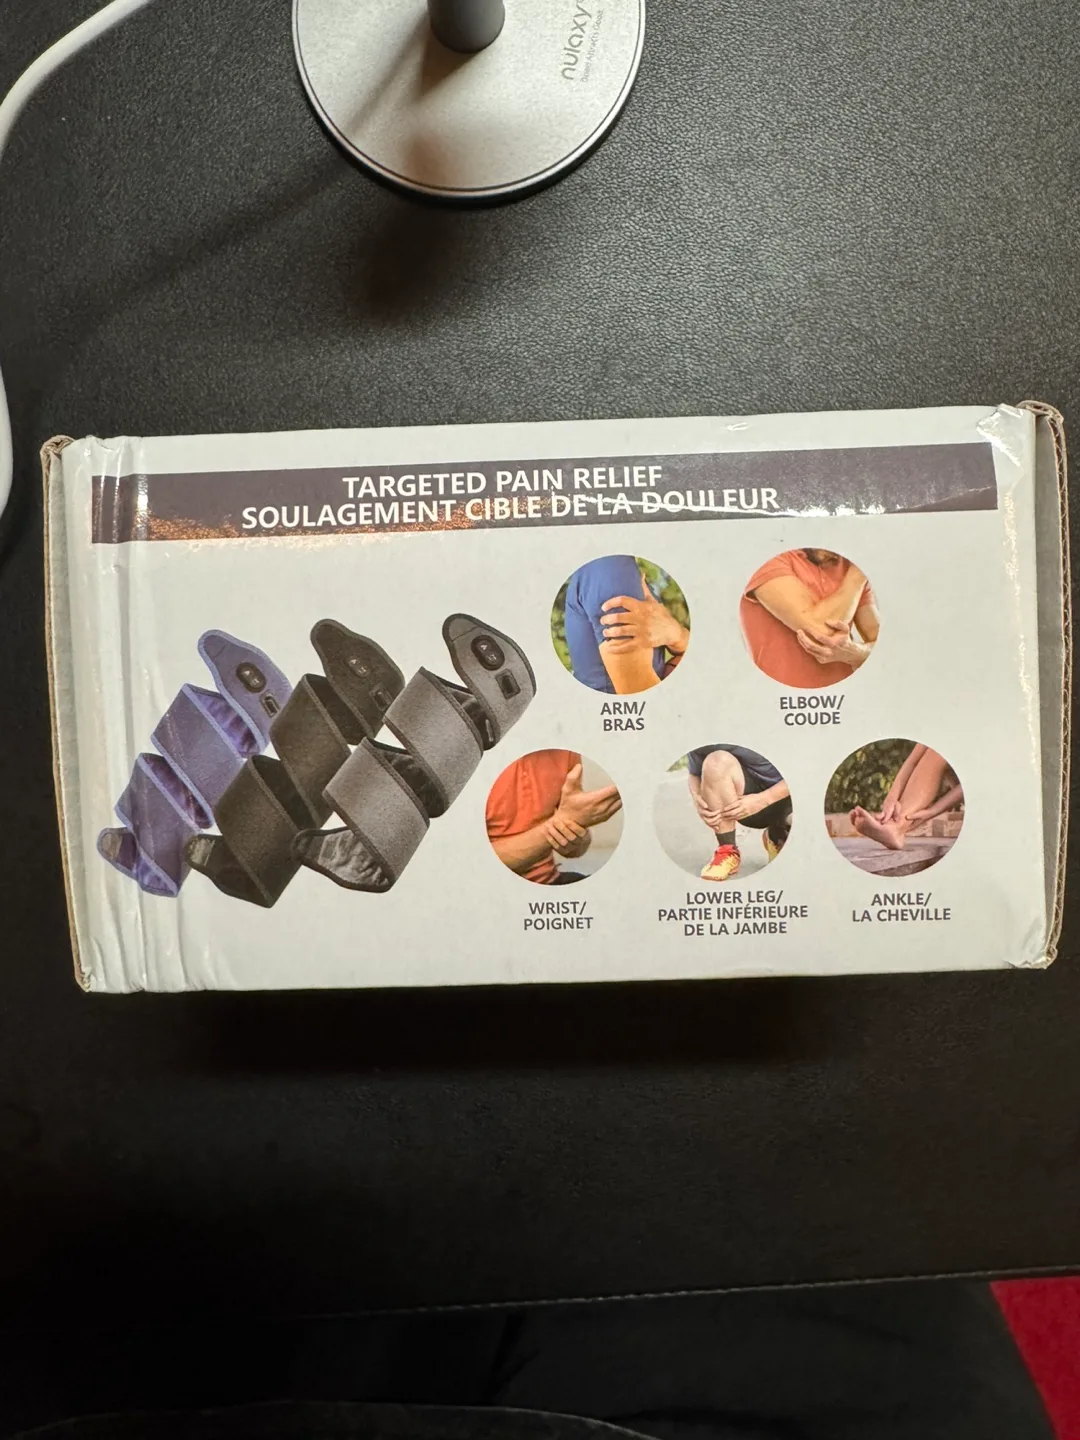 nulaxy
TARGETED PAIN RELIEF
SOULAGEMENT CIBLE DE LA DOULEUR
ARM/
BRAS
ELBOW/
COUDE
WRIST/
POIGNET
LOWER LEG/
PARTIE INFÉRIEURE
DE LA JAMBE
ANKLE/
LA CHEVILLE